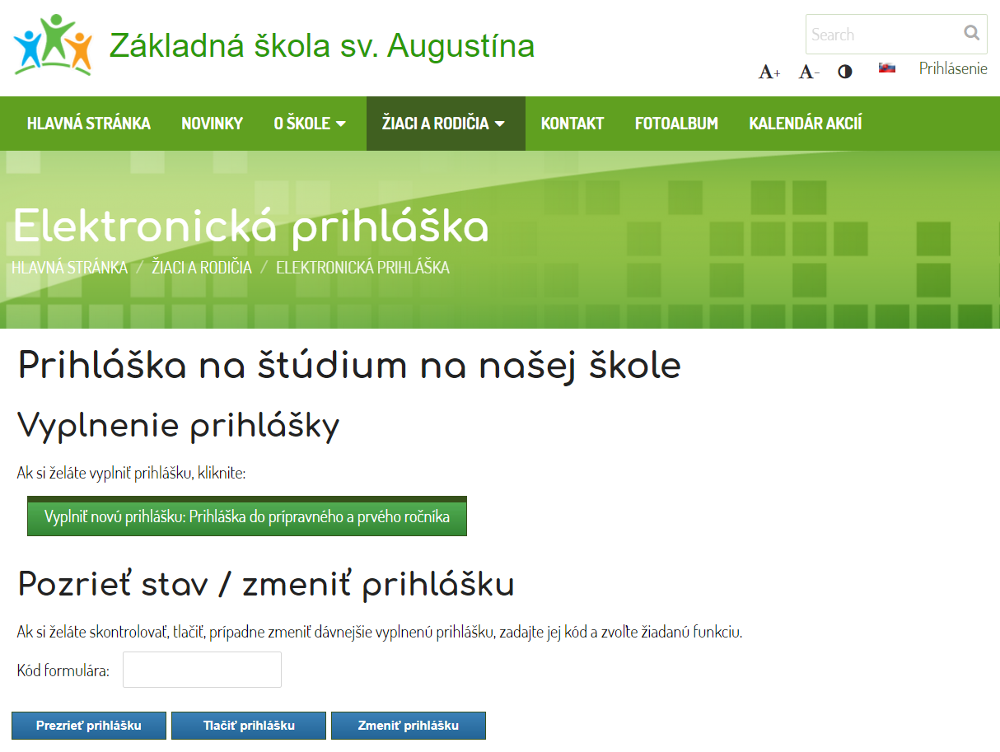 Základná škola sv. Augustína
Search
A+ A- Prihlásenie
HLAVNÁ STRÁNKA NOVINKY O ŠKOLE ŽIACI A RODIČIA KONTAKT FOTOALBUM KALENDÁR AKCIÍ
Elektronická prihláška
HLAVNÁ STRÁNKA / ŽIACI A RODIČIA / ELEKTRONICKÁ PRIHLÁŠKA
Prihláška na štúdium na našej škole
Vyplnenie prihlášky
Ak si želáte vyplniť prihlášku, kliknite:
Vyplniť novú prihlášku: Prihláška do prípravného a prvého ročníka
Pozrieť stav / zmeniť prihlášku
Ak si želáte skontrolovať, tlačiť, prípadne zmeniť dávnejšie vyplnenú prihlášku, zadajte jej kód a zvoľte žiadanú funkciu.
Kód formulára:
Prezrieť prihlášku Tlačiť prihlášku Zmeniť prihlášku